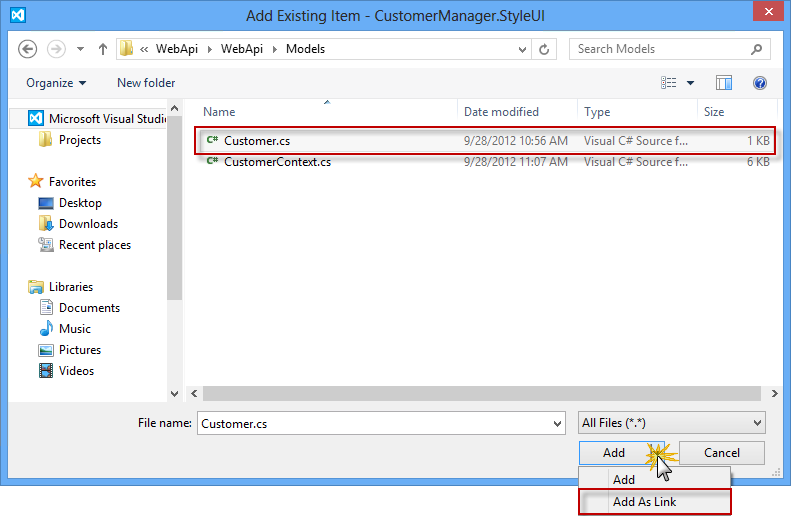 Add Existing Item - CustomerManager.StyleUI
« WebApi WebApi Models Search Models
Organize New folder
Microsoft Visual Studi
Projects
Favorites
Desktop
Downloads
Recent places
Libraries
Documents
Music
Pictures
Videos
Name Date modified Type Size
C# Customer.cs 9/28/2012 10:56 AM Visual C# Source f... 1 KB
C# CustomerContext.cs 9/28/2012 11:07 AM Visual C# Source f... 6 KB
File name: Customer.cs All Files (*.*)
Add Cancel
Add
Add As Link